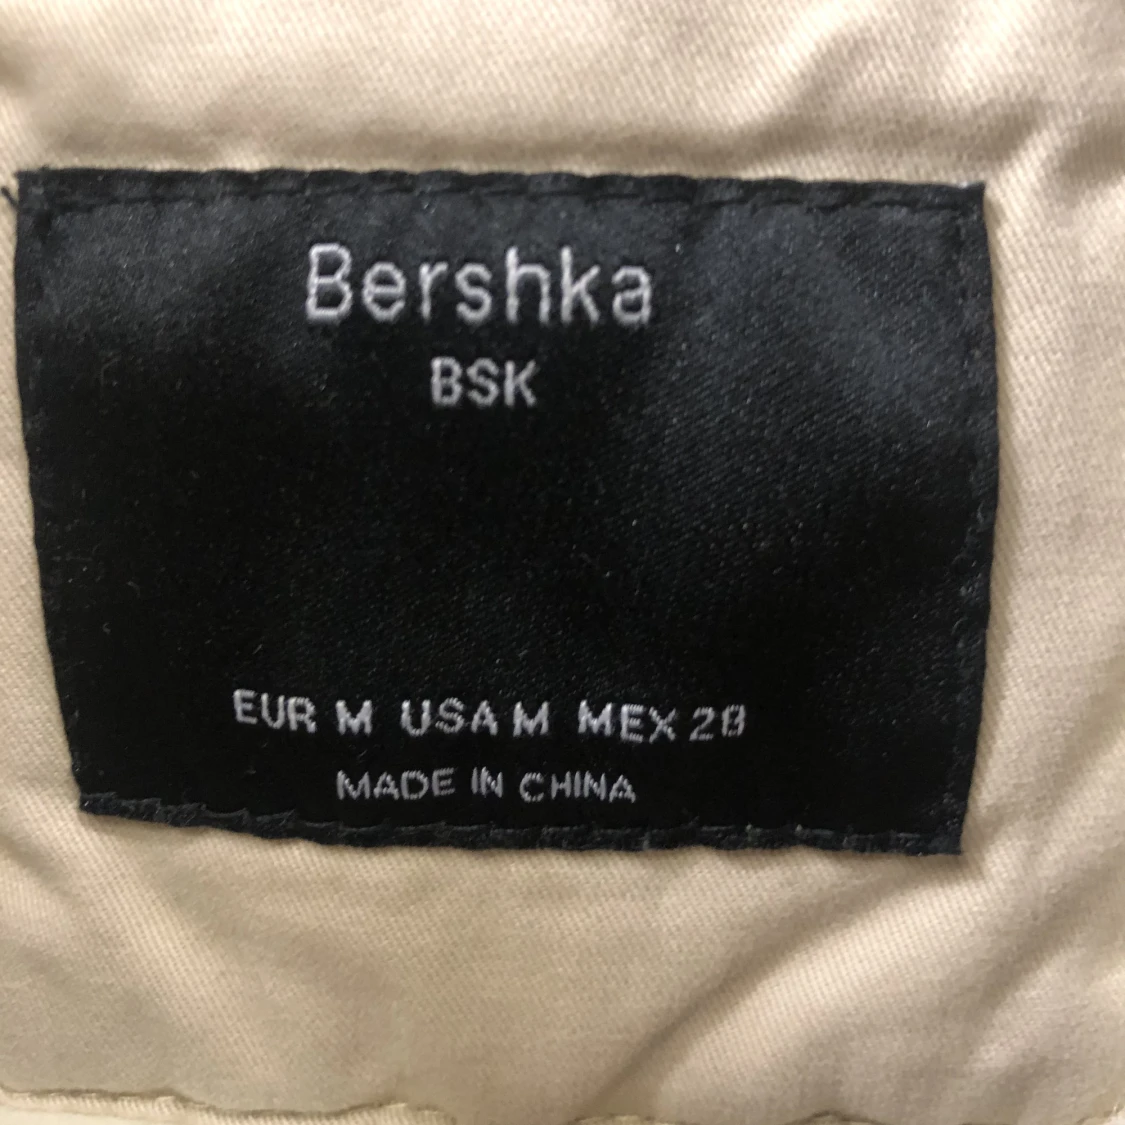 Bershka
BSK
EUR M USA M MEX 28
MADE IN CHINA